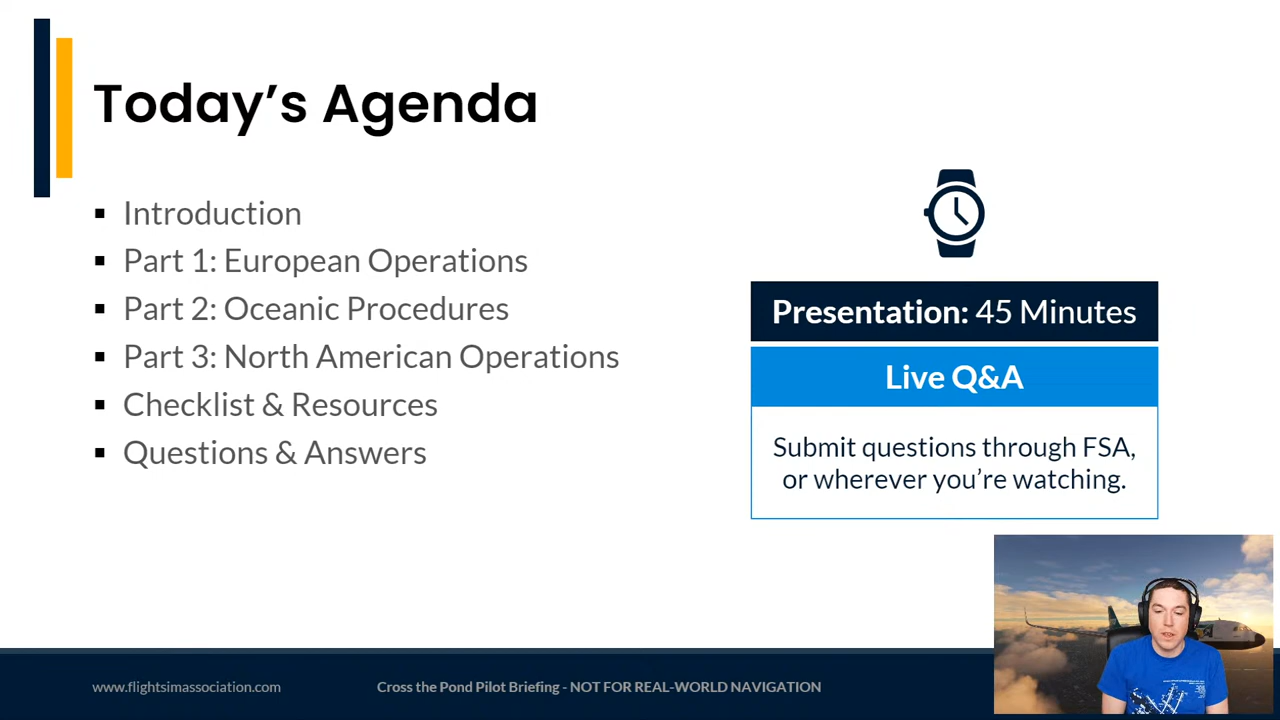 Today's Agenda
▪ Introduction
▪ Part 1: European Operations
▪ Part 2: Oceanic Procedures
▪ Part 3: North American Operations
▪ Checklist & Resources
▪ Questions & Answers
Presentation: 45 Minutes
Live Q&A
Submit questions through FSA,
or wherever you're watching.
www.flightsimassociation.com
Cross the Pond Pilot Briefing - NOT FOR REAL-WORLD NAVIGATION